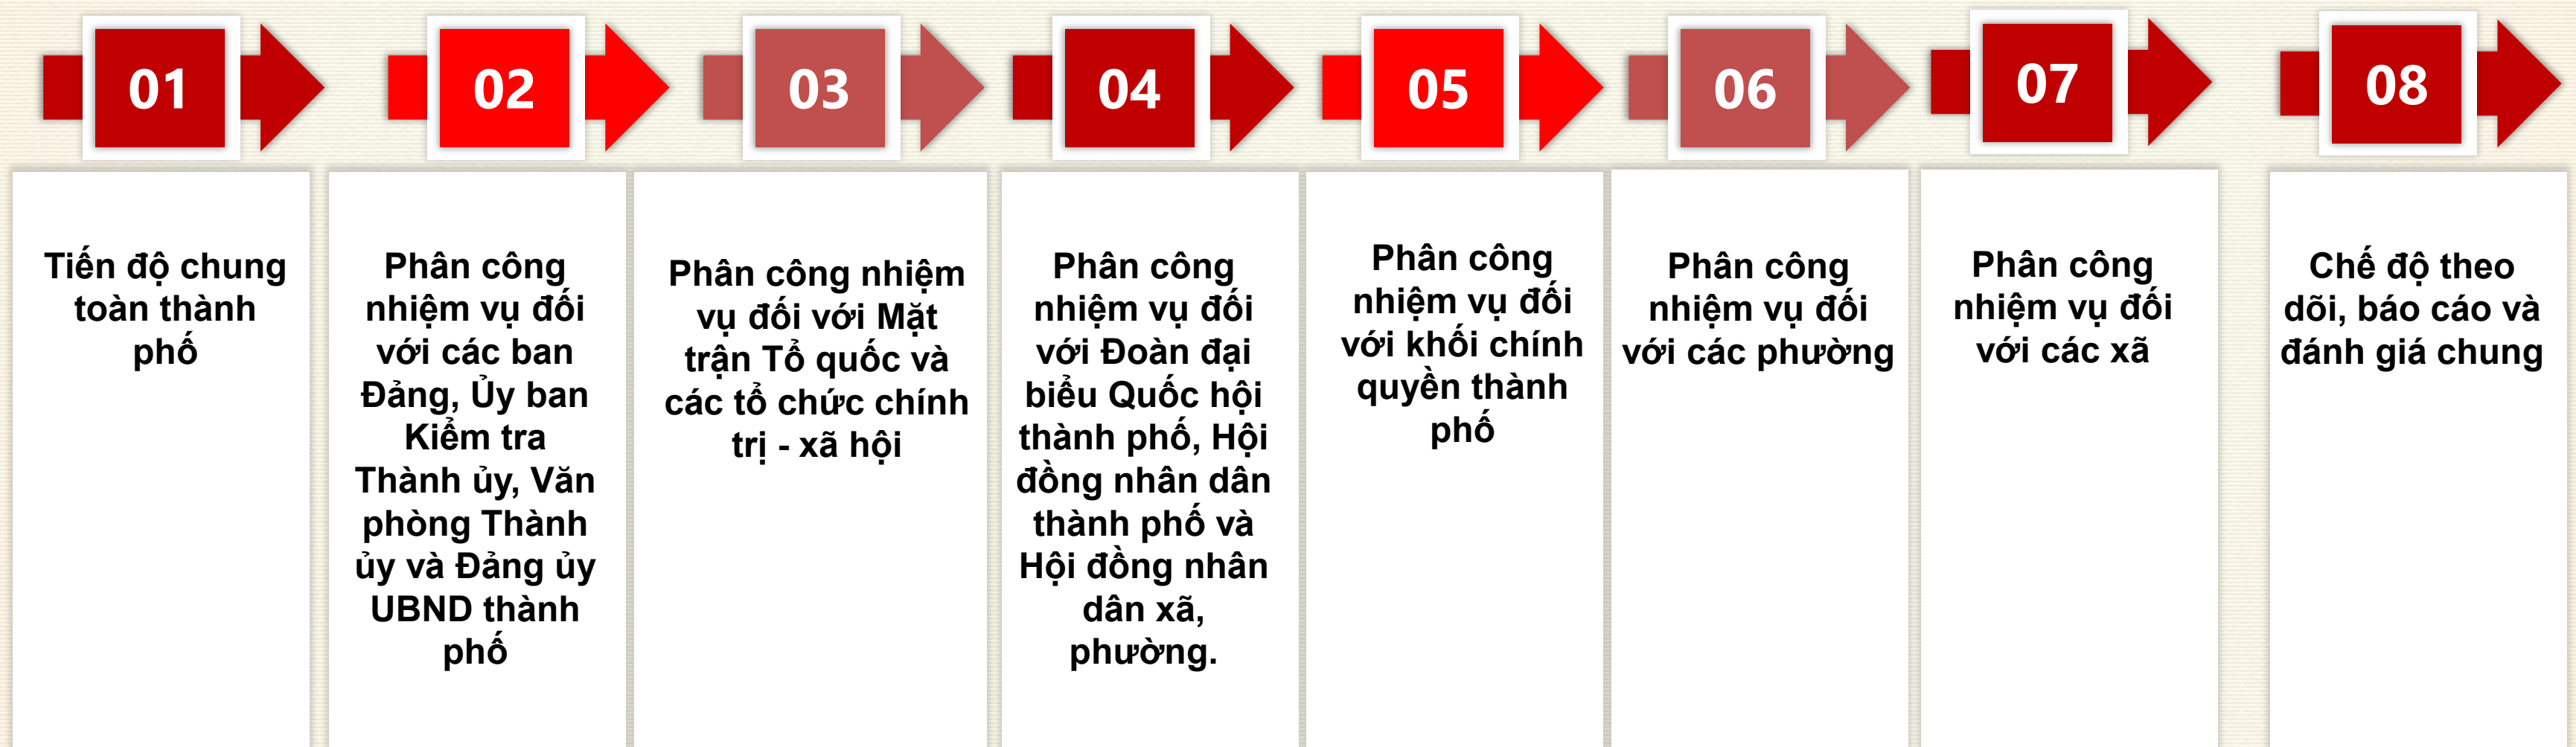 01
Tiến độ chung
toàn thành
phố
02
Phân công
nhiệm vụ đối
với các ban
Đảng, Ủy ban
Kiểm tra
Thành ủy, Văn
phòng Thành
ủy và Đảng ủy
UBND thành
phố
03
Phân công nhiệm
vụ đối với Mặt
trận Tổ quốc và
các tổ chức chính
trị - xã hội
04
Phân công
nhiệm vụ đối
với Đoàn đại
biểu Quốc hội
thành phố, Hội
đồng nhân dân
thành phố và
Hội đồng nhân
dân xã,
phường.
05
Phân công
nhiệm vụ đối
với khối chính
quyền thành
phố
06
Phân công
nhiệm vụ đối
với các phường
07
Phân công
nhiệm vụ đối
với các xã
08
Chế độ theo
dõi, báo cáo và
đánh giá chung